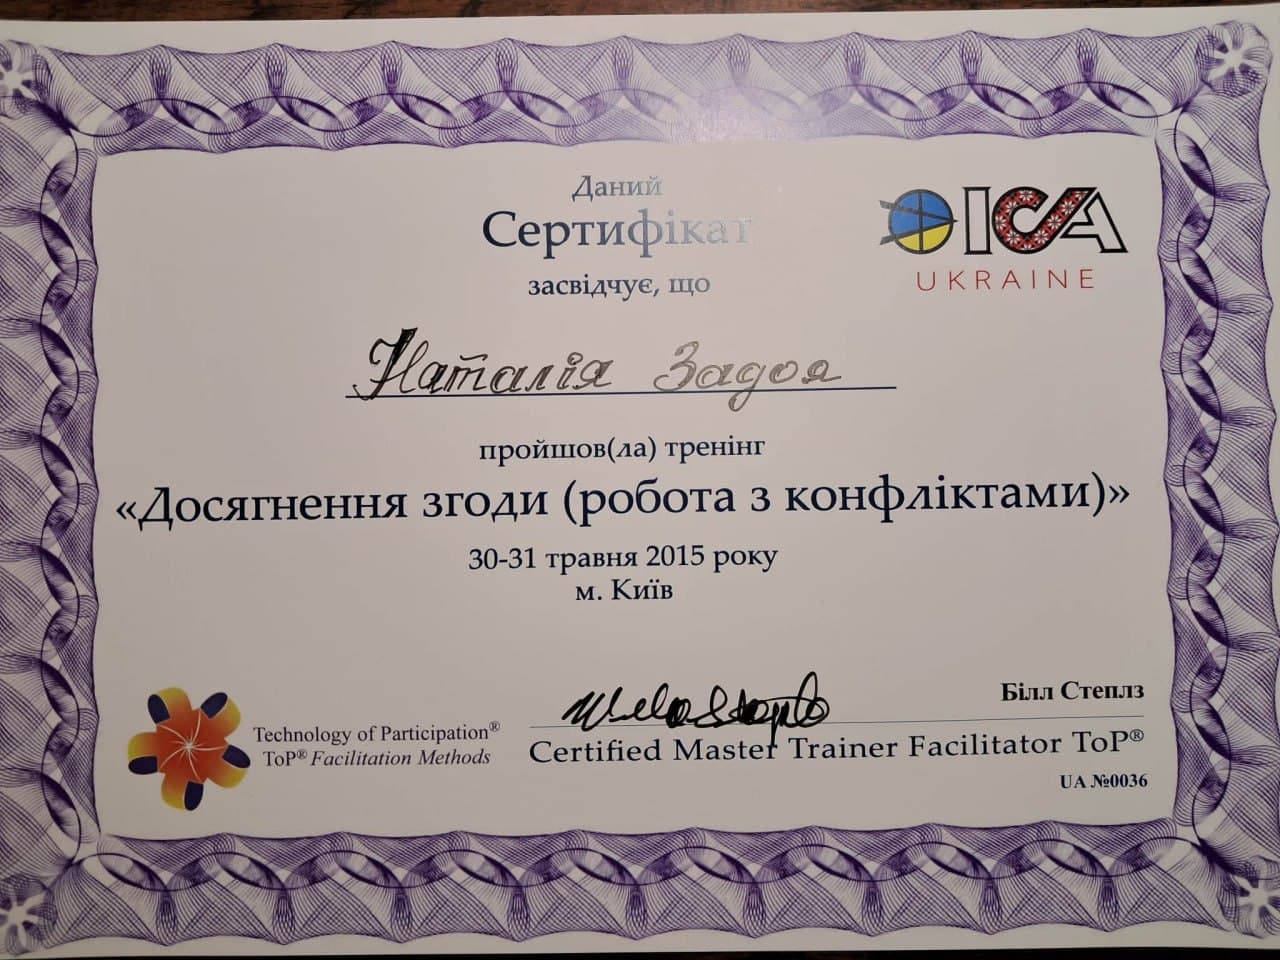 Даний
Сертифікат
засвідчує, що
ICA
UKRAINE
Наталія Задоя
пройшов(ла) тренінг
«Досягнення згоди (робота з конфліктами)»
30-31 травня 2015 року
м. Київ
Білл Степлз
Technology of Participation®
ToP® Facilitation Methods
Certified Master Trainer Facilitator ToP®
UA №0036